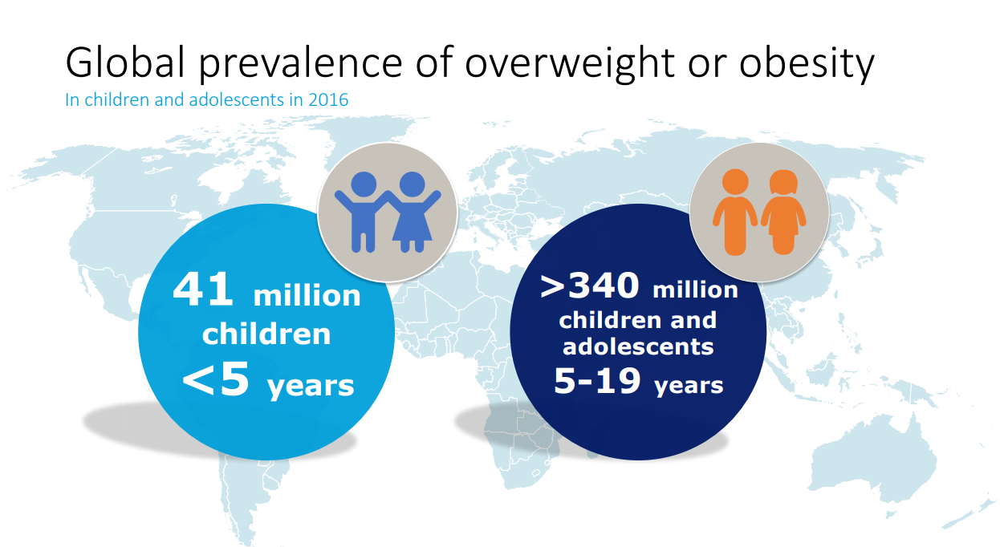 Global prevalence of overweight or obesity
In children and adolescents in 2016
41 million
children
<5 years
>340 million
children and
adolescents
5-19 years